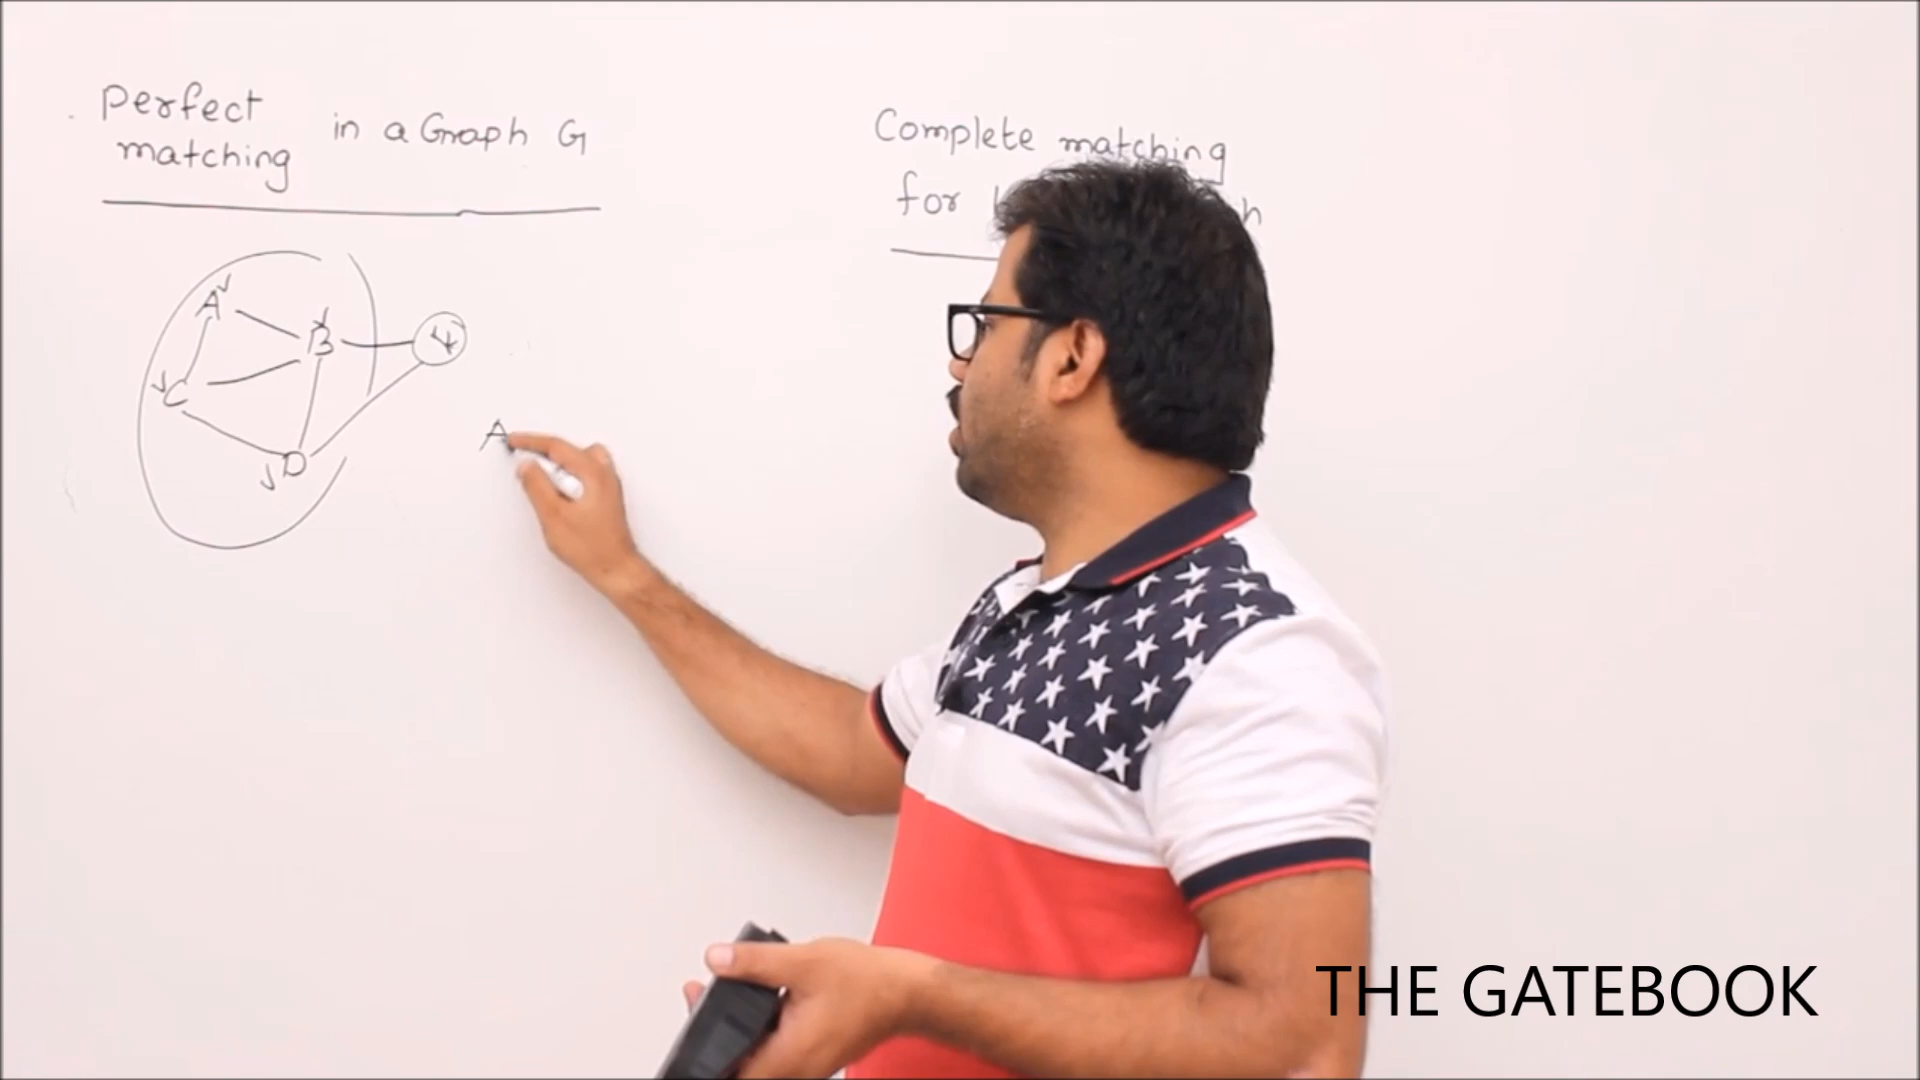 Perfect
matching
in a Graph G
Complete matching
for
A
B
C
D
A
THE GATEBOOK